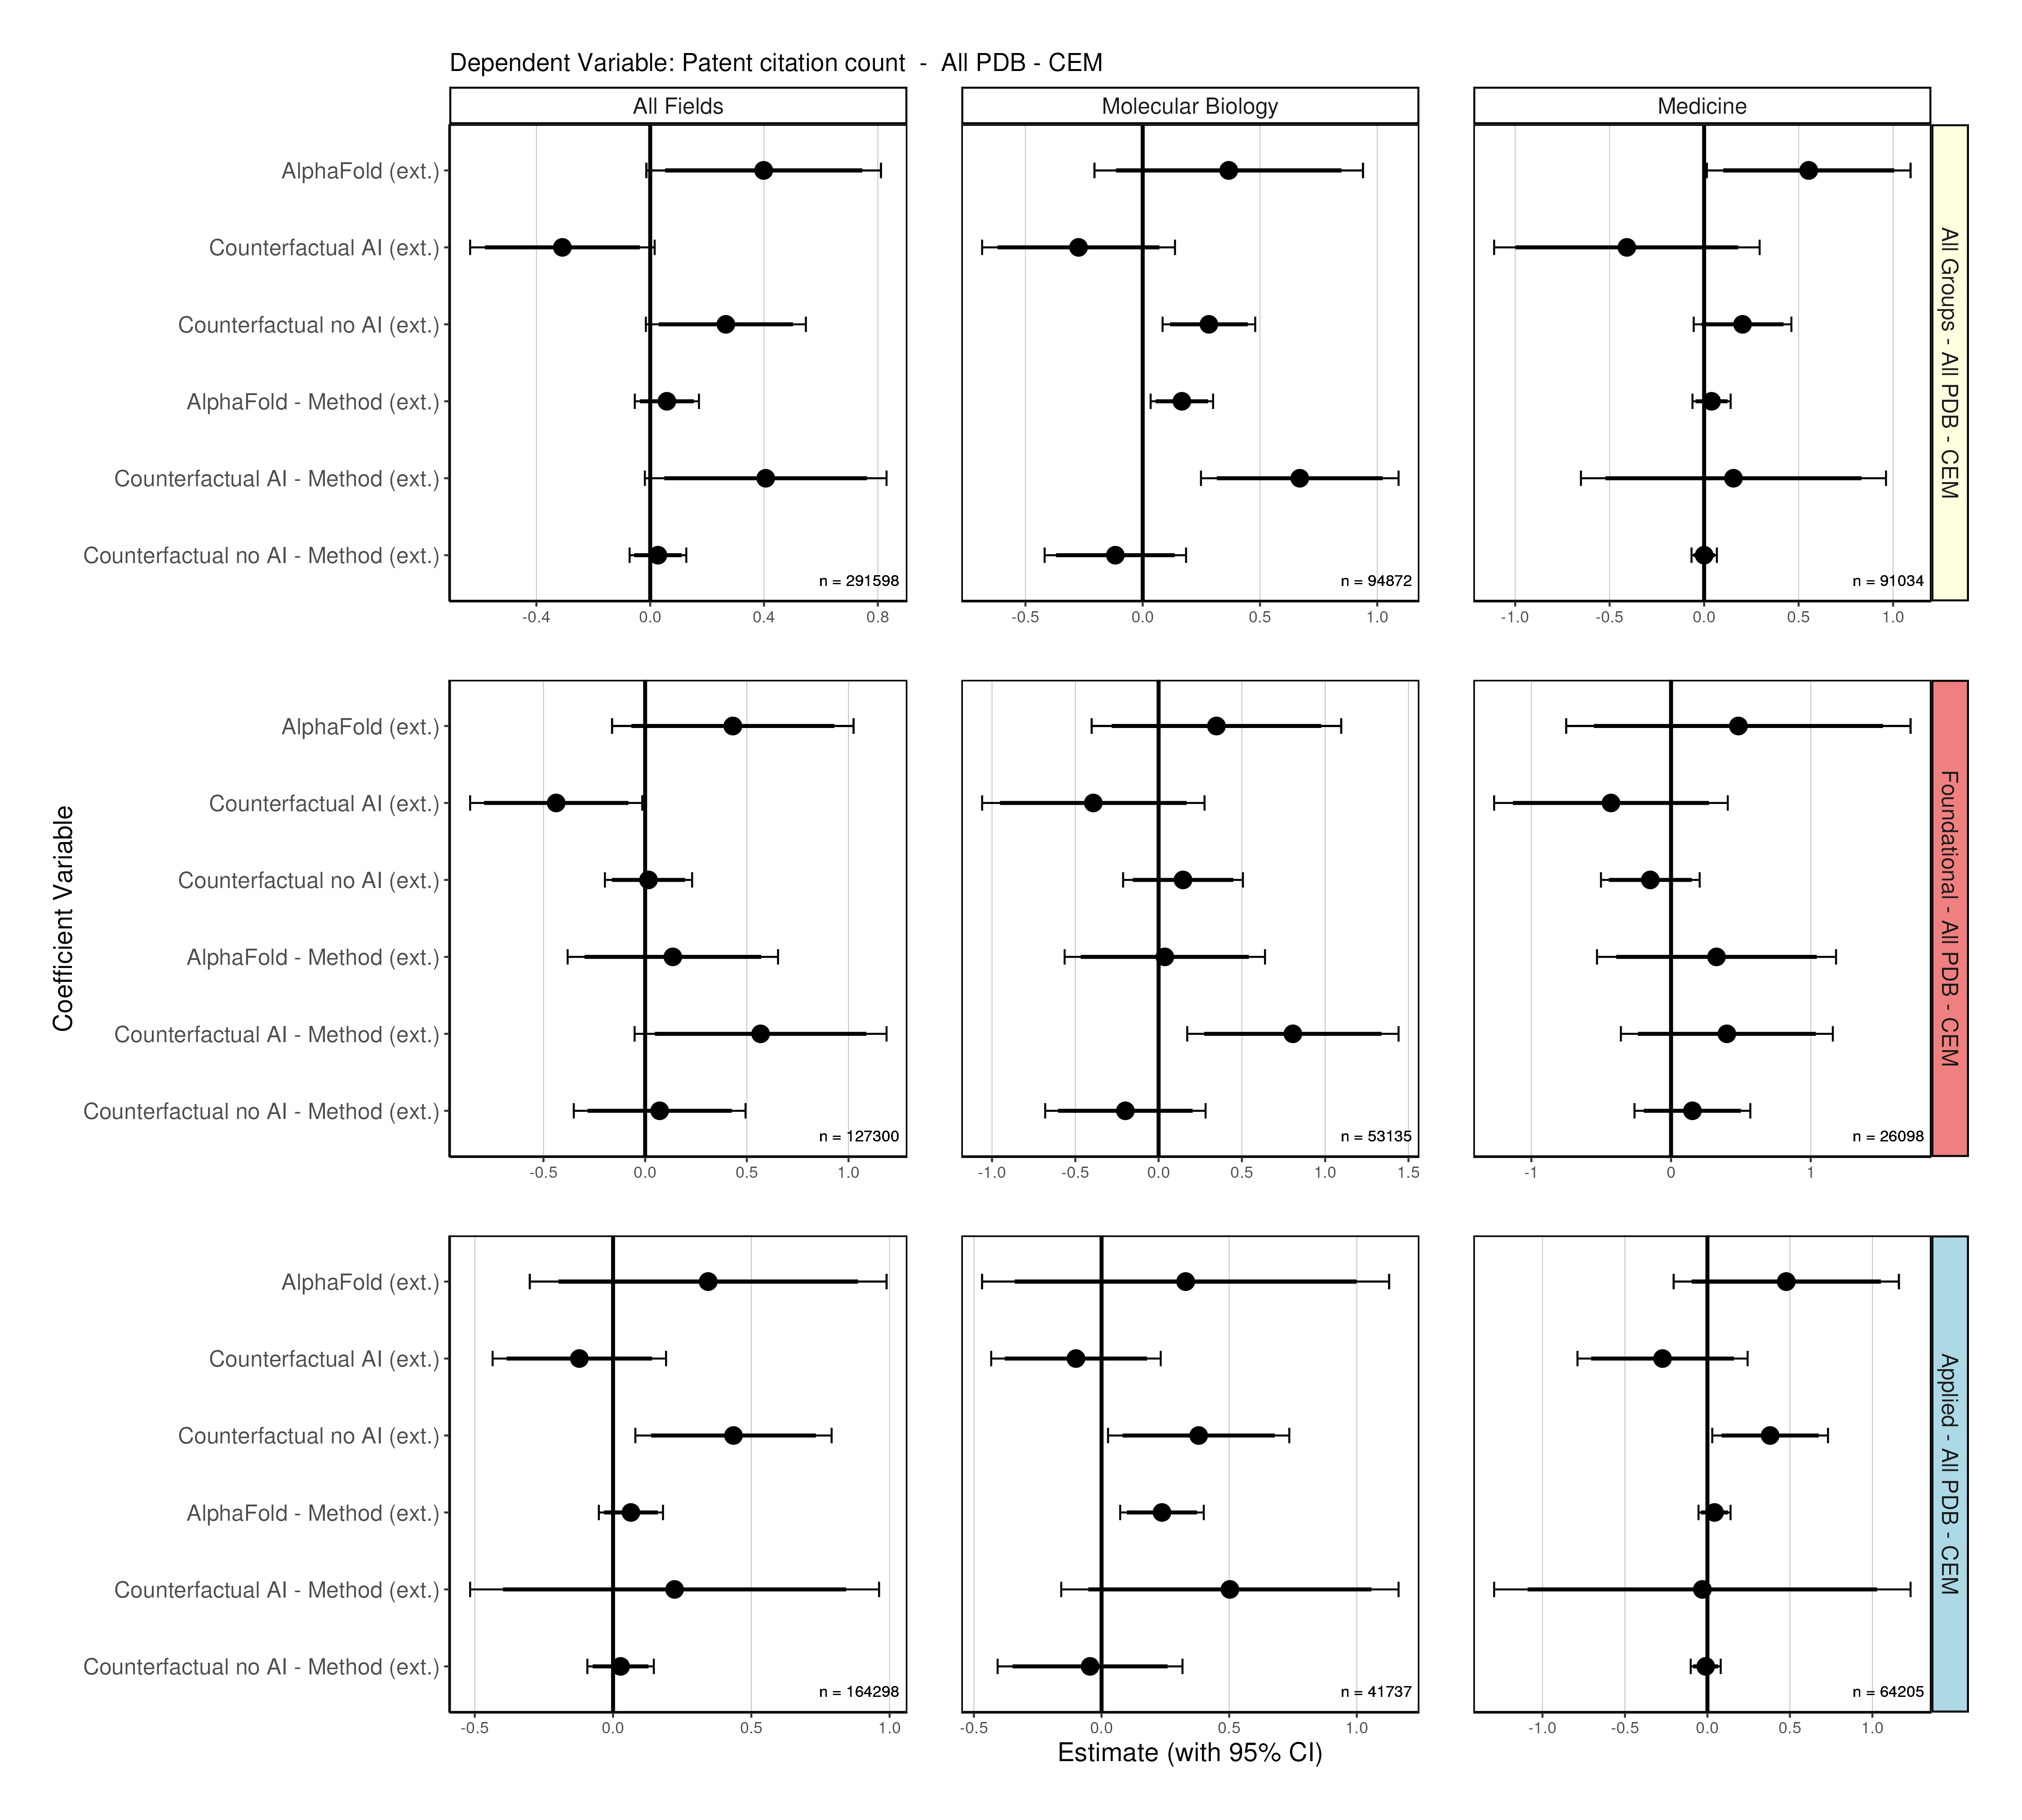 Dependent Variable: Patent citation count - All PDB - CEM
All Fields
Molecular Biology
Medicine
AlphaFold (ext.)
Counterfactual AI (ext.)
Counterfactual no AI (ext.)
AlphaFold - Method (ext.)
Counterfactual AI - Method (ext.)
Counterfactual no AI - Method (ext.)
n = 291598
n = 94872
n = 91034
-0.4 0.0 0.4 0.8
-0.5 0.0 0.5 1.0
-1.0 -0.5 0.0 0.5 1.0
All Groups - All PDB - CEM
Coefficient Variable
AlphaFold (ext.)
Counterfactual AI (ext.)
Counterfactual no AI (ext.)
AlphaFold - Method (ext.)
Counterfactual AI - Method (ext.)
Counterfactual no AI - Method (ext.)
n = 127300
n = 53135
n = 26098
-0.5 0.0 0.5 1.0
-1.0 -0.5 0.0 0.5 1.0 1.5
-1 0 1
Foundational - All PDB - CEM
AlphaFold (ext.)
Counterfactual AI (ext.)
Counterfactual no AI (ext.)
AlphaFold - Method (ext.)
Counterfactual AI - Method (ext.)
Counterfactual no AI - Method (ext.)
n = 164298
n = 41737
n = 64205
-0.5 0.0 0.5 1.0
-0.5 0.0 0.5 1.0
-1.0 -0.5 0.0 0.5 1.0
Applied - All PDB - CEM
Estimate (with 95% CI)